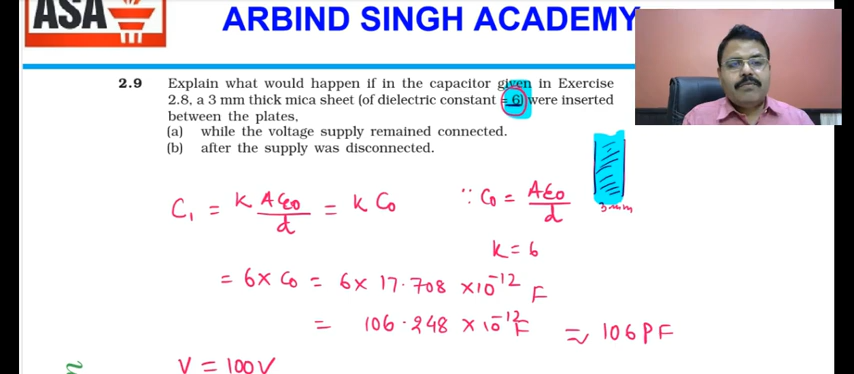 ASA
ARBIND SINGH ACADEMY
2.9 Explain what would happen if in the capacitor given in Exercise
2.8, a 3 mm thick mica sheet (of dielectric constant = 6) were inserted
between the plates,
(a) while the voltage supply remained connected.
(b) after the supply was disconnected.
C₁ = K Aε₀/d = K C₀ ∵ C₀ = Aε₀/d
3mm
K = 6
= 6 × C₀ = 6 × 17.708 × 10⁻¹² F
= 106.248 × 10⁻¹² F ≈ 106 PF
V = 100V